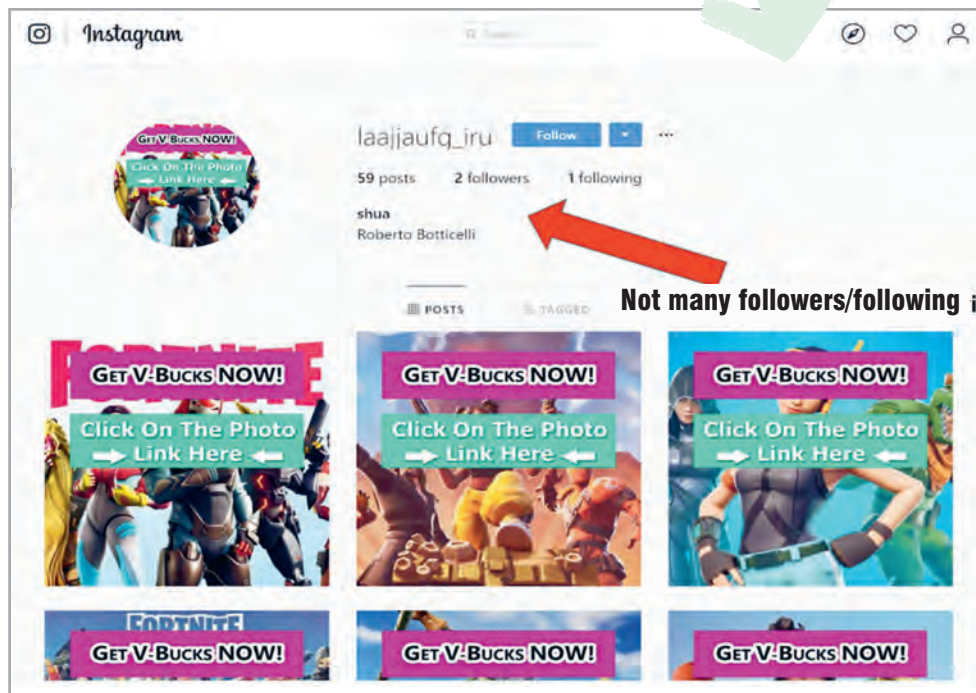 Instagram
GET V-BUCKS NOW!
Click On The Photo
Link Here
laajjaufq_iru
Follow
59 posts 2 followers 1 following
shua
Roberto Botticelli
Not many followers/following
POSTS
TAGGED
FORTNITE
GET V-BUCKS NOW!
Click On The Photo
Link Here
GET V-BUCKS NOW!
Click On The Photo
Link Here
GET V-BUCKS NOW!
Click On The Photo
Link Here
FORTNITE
GET V-BUCKS NOW!
GET V-BUCKS NOW!
GET V-BUCKS NOW!